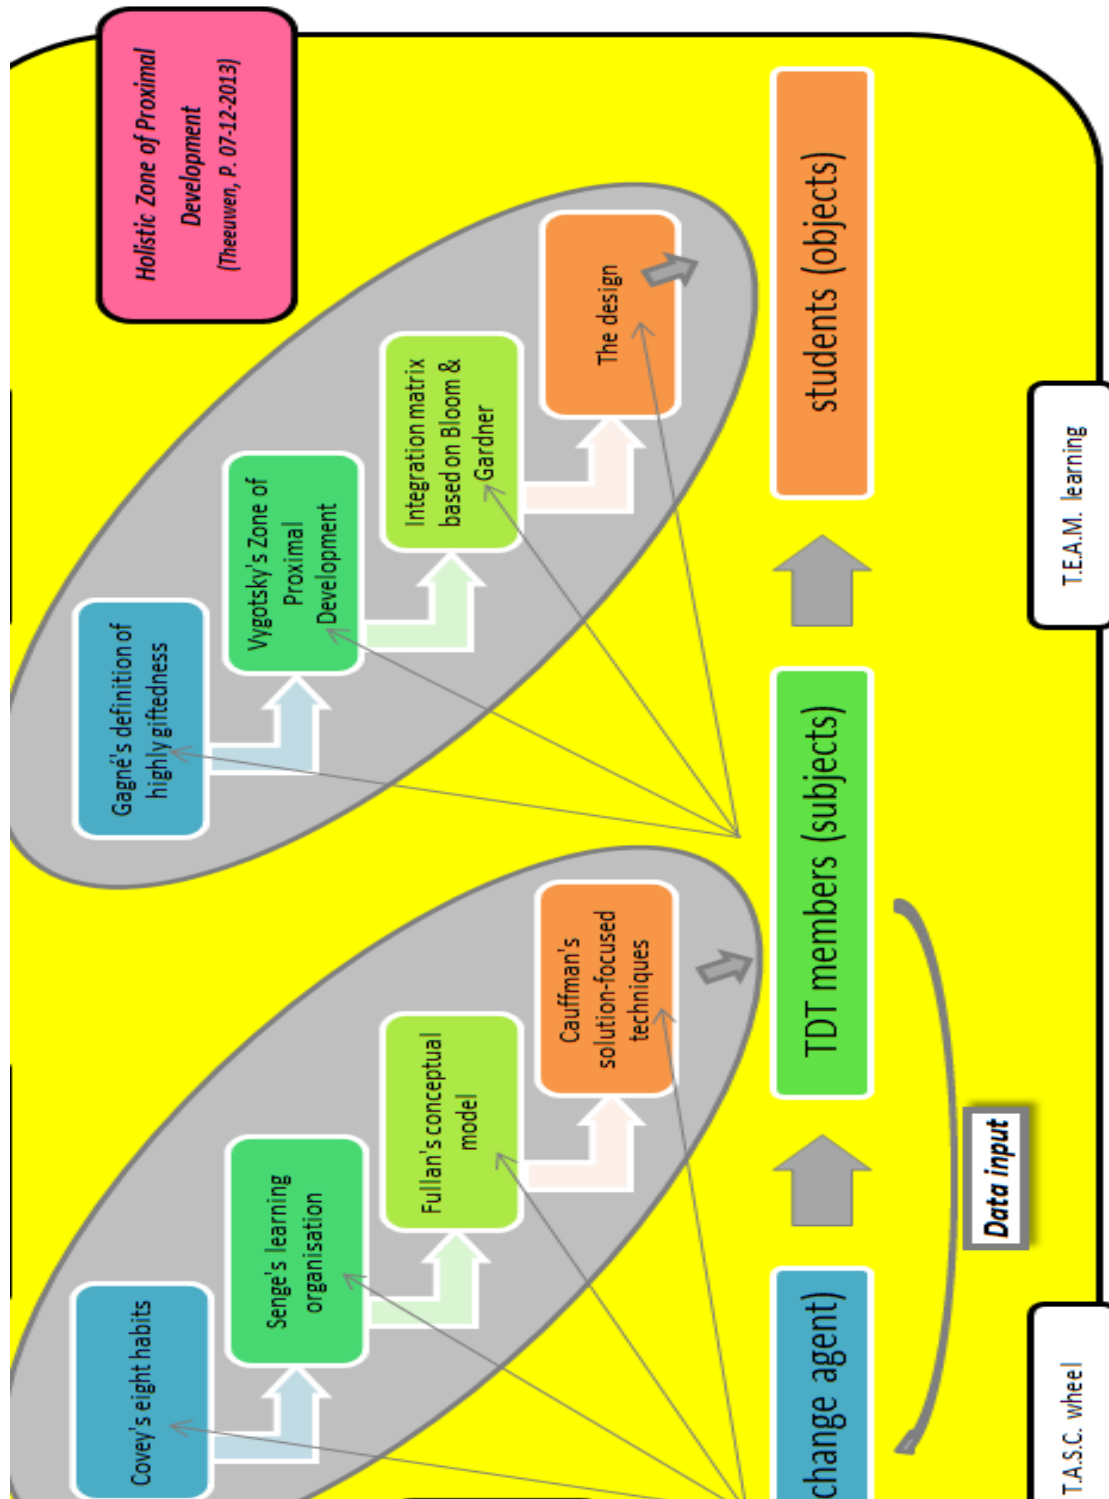 Holistic Zone of Proximal
Development
(Theeuwen, P. 07-12-2013)
Covey's eight habits
Senge's learning
organisation
Fullan's conceptual
model
Cauffman's
solution-focused
techniques
Gagné's definition of
highly giftedness
Vygotsky's Zone of
Proximal
Development
Integration matrix
based on Bloom &
Gardner
The design
change agent)
TDT members (subjects)
students (objects)
Data input
T.A.S.C. wheel
T.E.A.M. learning